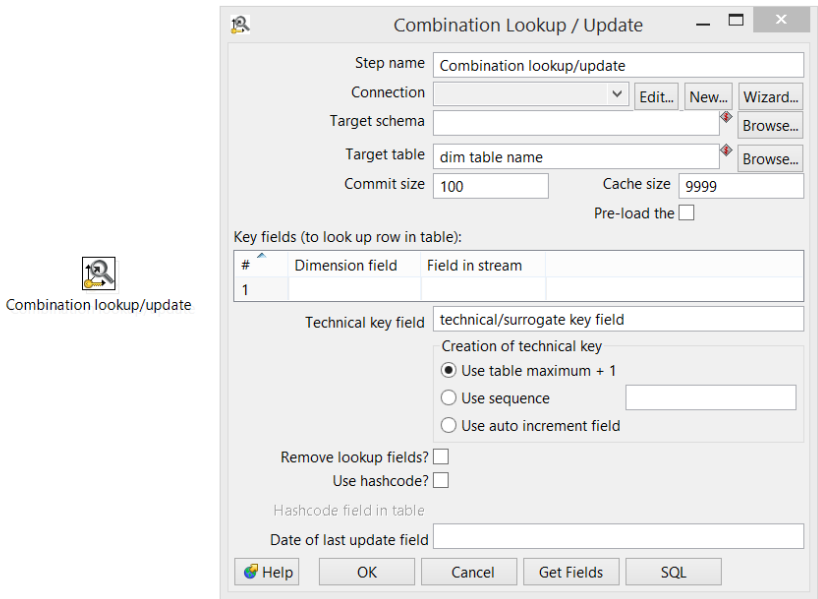 Combination Lookup / Update
Step name Combination lookup/update
Connection Edit... New... Wizard...
Target schema Browse...
Target table dim table name Browse...
Commit size 100 Cache size 9999
Pre-load the
Key fields (to look up row in table):
# Dimension field Field in stream
1
Combination lookup/update
Technical key field technical/surrogate key field
Creation of technical key
Use table maximum + 1
Use sequence
Use auto increment field
Remove lookup fields?
Use hashcode?
Hashcode field in table
Date of last update field
Help OK Cancel Get Fields SQL